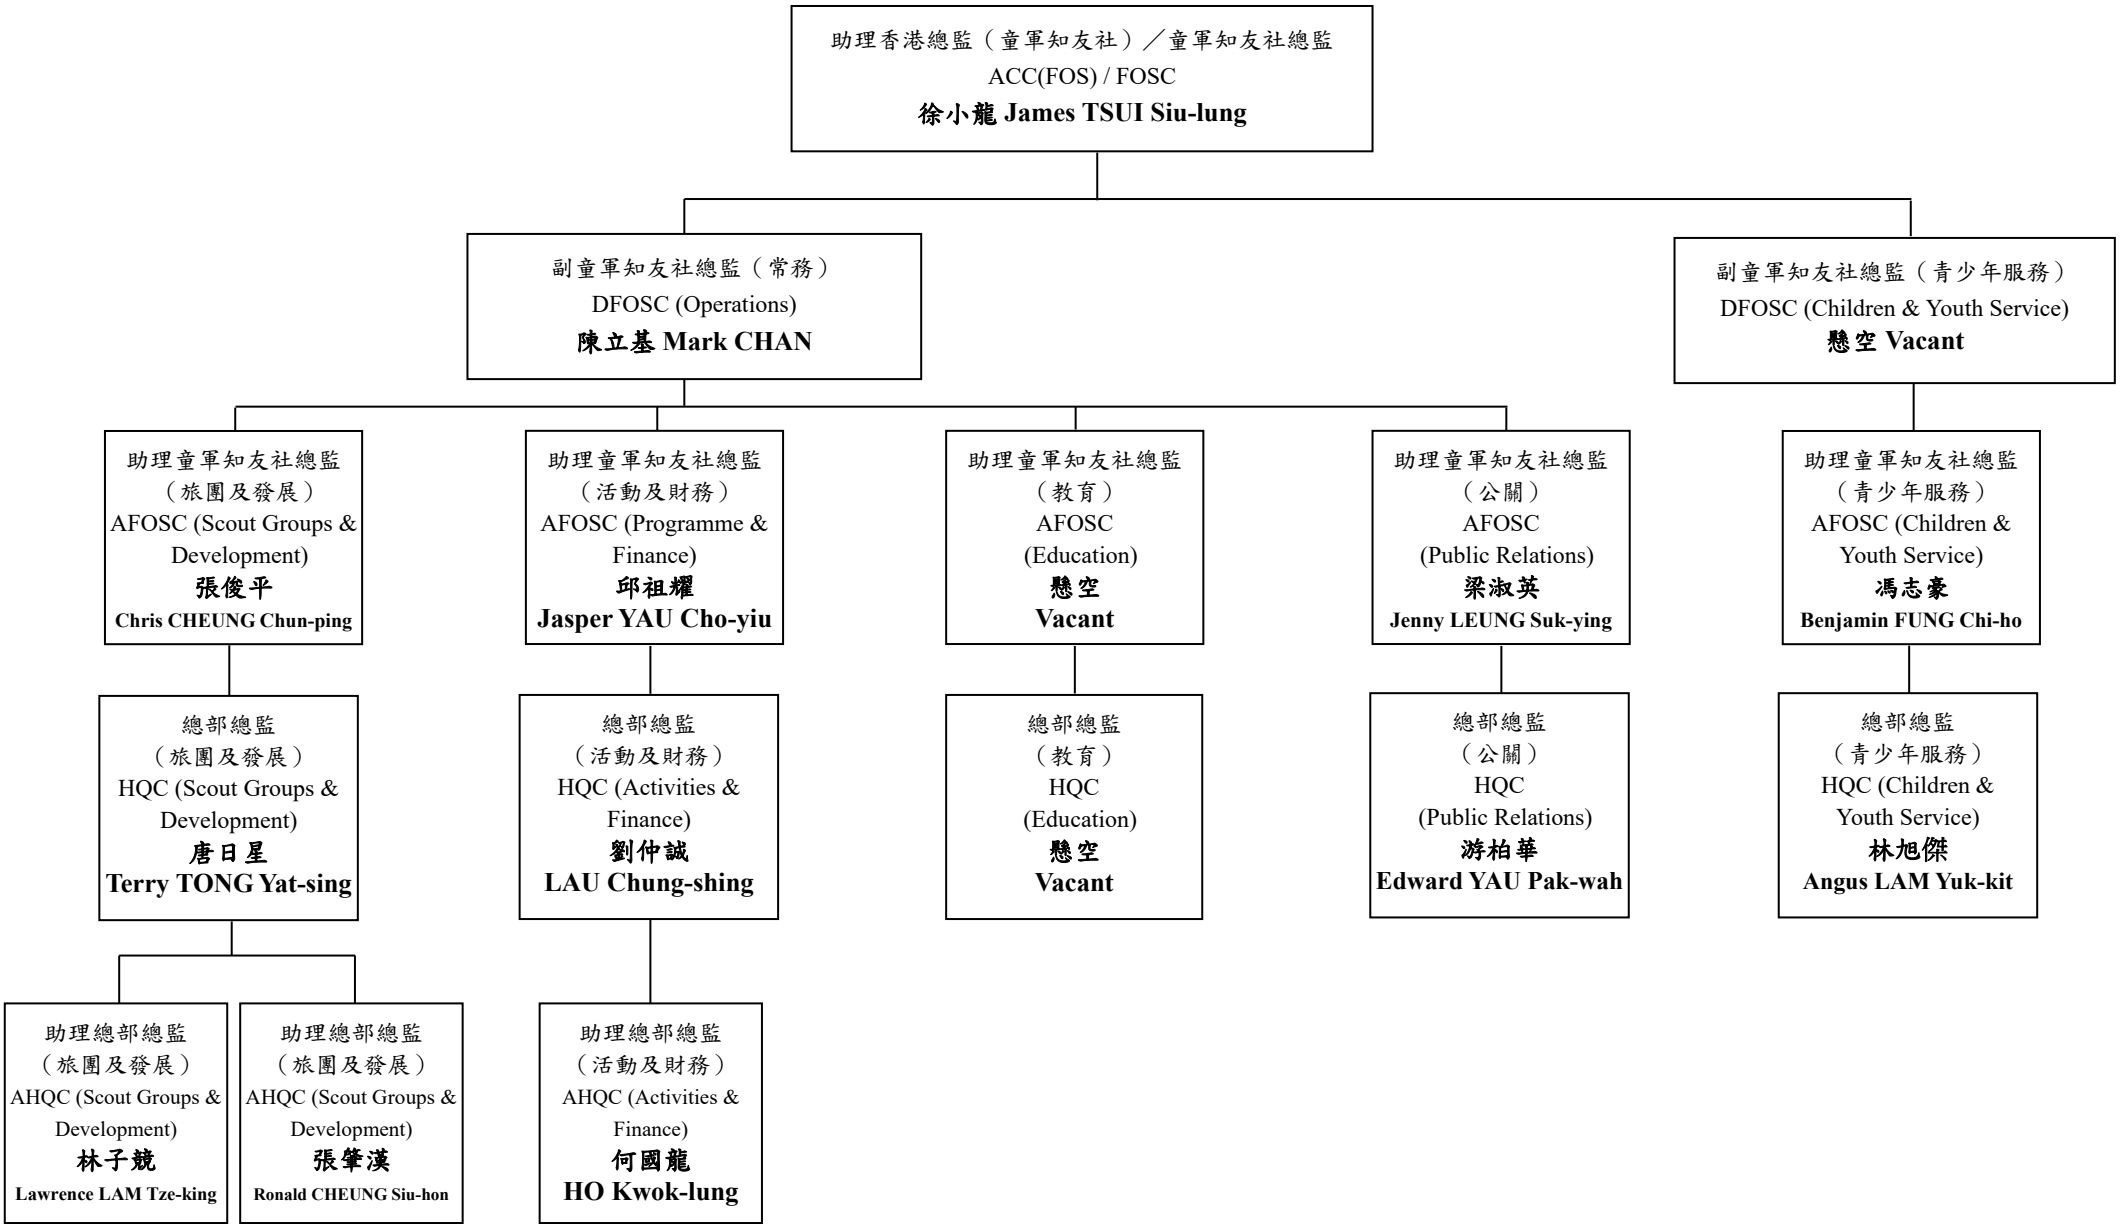 助理香港總監（童軍知友社）／童軍知友社總監
ACC(FOS) / FOSC
徐小龍 James TSUI Siu-lung
副童軍知友社總監（常務）
DFOSC (Operations)
陳立基 Mark CHAN
副童軍知友社總監（青少年服務）
DFOSC (Children & Youth Service)
懸空 Vacant
助理童軍知友社總監
（旅團及發展）
AFOSC (Scout Groups &
Development)
張俊平
Chris CHEUNG Chun-ping
助理童軍知友社總監
（活動及財務）
AFOSC (Programme &
Finance)
邱祖耀
Jasper YAU Cho-yiu
助理童軍知友社總監
（教育）
AFOSC
(Education)
懸空
Vacant
助理童軍知友社總監
（公關）
AFOSC
(Public Relations)
梁淑英
Jenny LEUNG Suk-ying
助理童軍知友社總監
（青少年服務）
AFOSC (Children &
Youth Service)
馮志豪
Benjamin FUNG Chi-ho
總部總監
（旅團及發展）
HQC (Scout Groups &
Development)
唐日星
Terry TONG Yat-sing
總部總監
（活動及財務）
HQC (Activities &
Finance)
劉仲誠
LAU Chung-shing
總部總監
（教育）
HQC
(Education)
懸空
Vacant
總部總監
（公關）
HQC
(Public Relations)
游柏華
Edward YAU Pak-wah
總部總監
（青少年服務）
HQC (Children &
Youth Service)
林旭傑
Angus LAM Yuk-kit
助理總部總監
（旅團及發展）
AHQC (Scout Groups &
Development)
林子競
Lawrence LAM Tze-king
助理總部總監
（旅團及發展）
AHQC (Scout Groups &
Development)
張肇漢
Ronald CHEUNG Siu-hon
助理總部總監
（活動及財務）
AHQC (Activities &
Finance)
何國龍
HO Kwok-lung